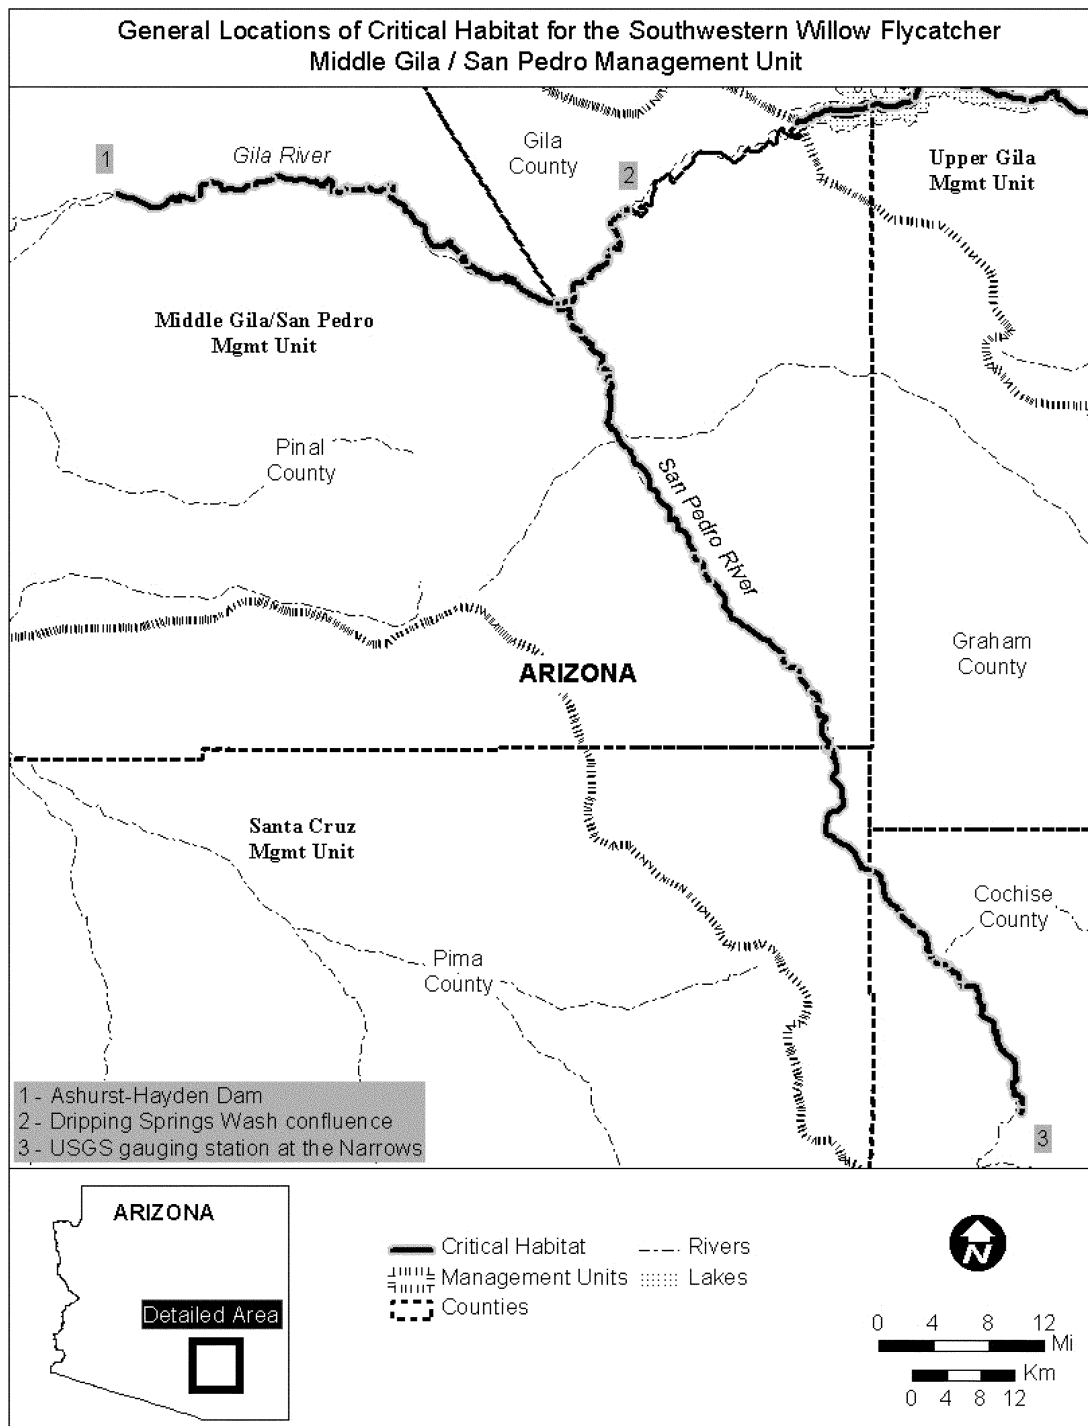 General Locations of Critical Habitat for the Southwestern Willow Flycatcher
Middle Gila / San Pedro Management Unit
1
Gila River
Gila
County
2
Upper Gila
Mgmt Unit
Middle Gila/San Pedro
Mgmt Unit
Pinal
County
San Pedro River
ARIZONA
Graham
County
Santa Cruz
Mgmt Unit
Cochise
County
Pima
County
1 - Ashurst-Hayden Dam
2 - Dripping Springs Wash confluence
3 - USGS gauging station at the Narrows
3
ARIZONA
Detailed Area
Critical Habitat
Management Units
Counties
Rivers
Lakes
N
0 4 8 12
Mi
Km
0 4 8 12